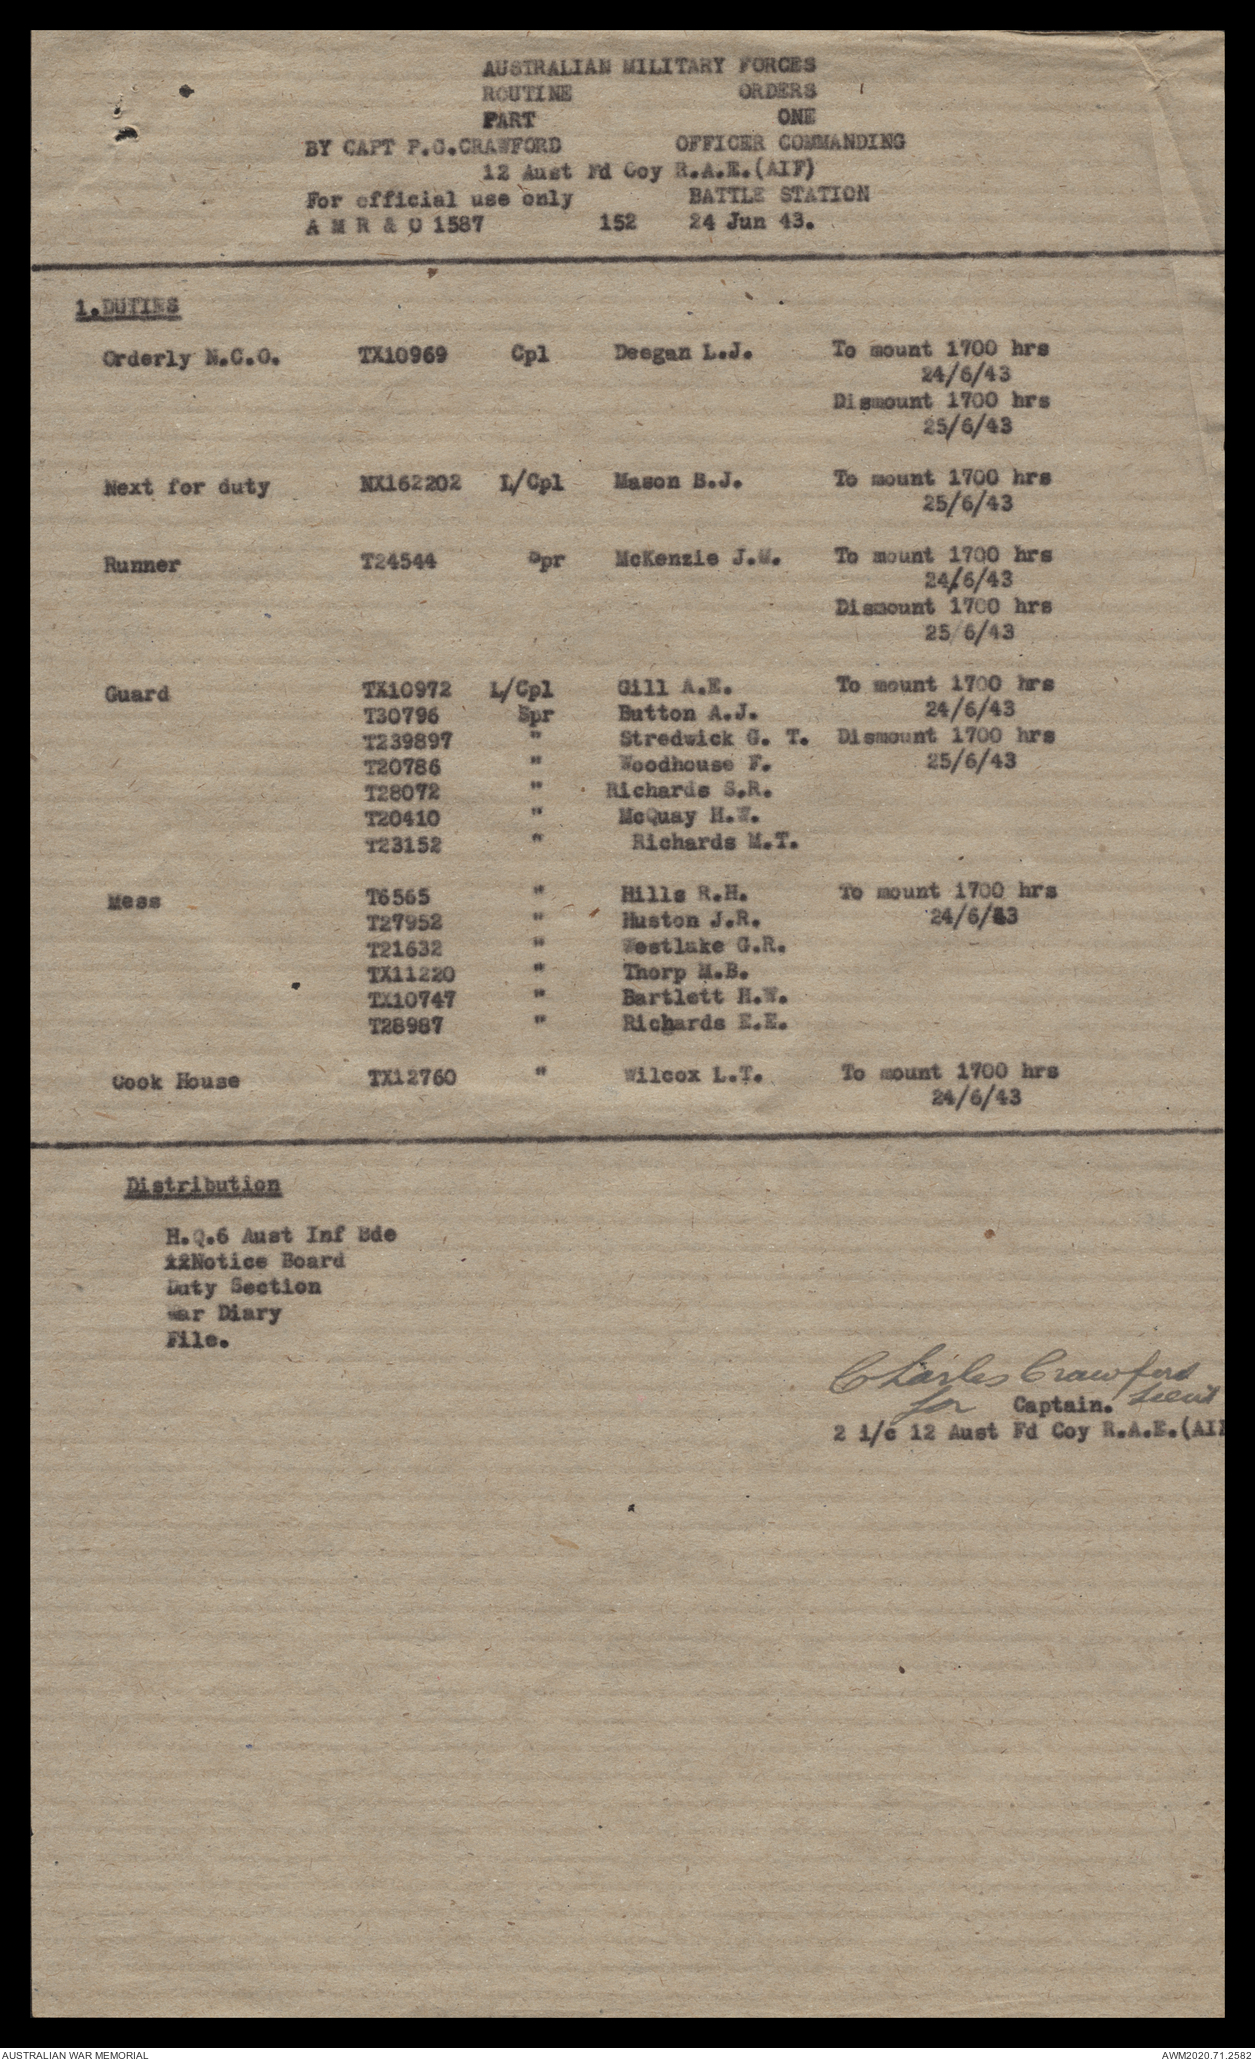 AUSTRALIAN MILITARY FORCES
ROUTINE ORDERS
PART ONE
BY CAPT F.C.CRAWFORD OFFICER COMMANDING
12 Aust Fd Coy R.A.E.(AIF)
For official use only BATTLE STATION
A M R & O 1587 152 24 Jun 43.
1.DUTIES
Orderly N.C.O. TX10969 Cpl Deegan L.J. To mount 1700 hrs
24/6/43
Dismount 1700 hrs
25/6/43
Next for duty NX162202 L/Cpl Mason B.J. To mount 1700 hrs
25/6/43
Runner T24544 Spr McKenzie J.W. To mount 1700 hrs
24/6/43
Dismount 1700 hrs
25/6/43
Guard TX10972 L/Cpl Gill A.E. To mount 1700 hrs
T30796 Spr Button A.J. 24/6/43
T239897 " Stredwick G. T. Dismount 1700 hrs
T20786 " Woodhouse F. 25/6/43
T28072 " Richards S.R.
T20410 " McQuay H.W.
T23152 " Richards M.T.
Mess T6565 " Hills R.H. To mount 1700 hrs
T27952 " Huston J.R. 24/6/43
T21632 " Westlake G.R.
TX11220 " Thorp M.B.
TX10747 " Bartlett H.W.
T28987 " Richards E.E.
Cook House TX12760 " Wilcox L.T. To mount 1700 hrs
24/6/43
Distribution
H.Q.6 Aust Inf Bde
12Notice Board
Duty Section
War Diary
File.
Charles Crawford
for Captain. Lieut
2 i/c 12 Aust Fd Coy R.A.E.(AIF
AUSTRALIAN WAR MEMORIAL AWM2020.71.2582